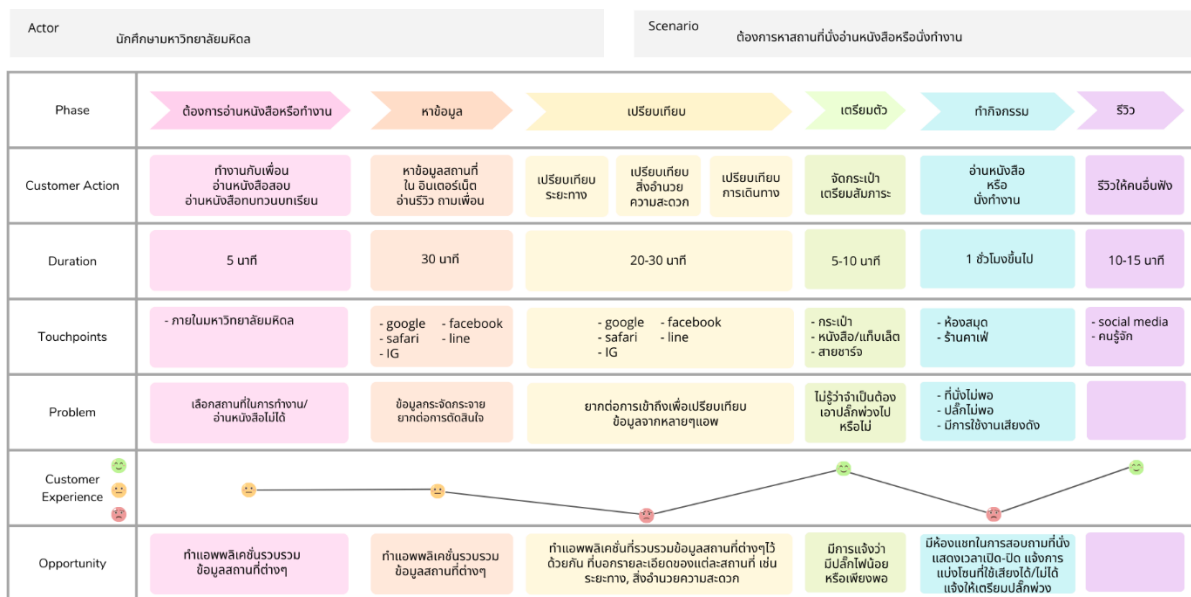 Actor
นักศึกษามหาวิทยาลัยมหิดล
Scenario
ต้องการหาสถานที่นั่งอ่านหนังสือหรือนั่งทำงาน
Phase
ต้องการอ่านหนังสือหรือทำงาน
หาข้อมูล
เปรียบเทียบ
เตรียมตัว
ทำกิจกรรม
รีวิว
Customer Action
ทำงานกับเพื่อน
อ่านหนังสือสอบ
อ่านหนังสือทบทวนบทเรียน
หาข้อมูลสถานที่
ใน อินเตอร์เน็ต
อ่านรีวิว ถามเพื่อน
เปรียบเทียบ
ระยะทาง
เปรียบเทียบ
สิ่งอำนวย
ความสะดวก
เปรียบเทียบ
การเดินทาง
จัดกระเป๋า
เตรียมสัมภาระ
อ่านหนังสือ
หรือ
นั่งทำงาน
รีวิวให้คนอื่นฟัง
Duration
5 นาที
30 นาที
20-30 นาที
5-10 นาที
1 ชั่วโมงขึ้นไป
10-15 นาที
Touchpoints
- ภายในมหาวิทยาลัยมหิดล
- google - facebook
- safari - line
- IG
- google - facebook
- safari - line
- IG
- กระเป๋า
- หนังสือ/แท็บเล็ต
- สายชาร์จ
- ห้องสมุด
- ร้านคาเฟ่
- social media
- คนรู้จัก
Problem
เลือกสถานที่ในการทำงาน/
อ่านหนังสือไม่ได้
ข้อมูลกระจัดกระจาย
ยากต่อการตัดสินใจ
ยากต่อการเข้าถึงเพื่อเปรียบเทียบ
ข้อมูลจากหลายๆแอพ
ไม่รู้ว่าจำเป็นต้อง
เอาปลั๊กพ่วงไป
หรือไม่
- ที่นั่งไม่พอ
- ปลั๊กไม่พอ
- มีการใช้งานเสียงดัง
Customer
Experience
Opportunity
ทำแอพพลิเคชั่นรวบรวม
ข้อมูลสถานที่ต่างๆ
ทำแอพพลิเคชั่นรวบรวม
ข้อมูลสถานที่ต่างๆ
ทำแอพพลิเคชั่นที่รวบรวมข้อมูลสถานที่ต่างๆไว้
ด้วยกัน ที่บอกรายละเอียดของแต่ละสถานที่ เช่น
ระยะทาง, สิ่งอำนวยความสะดวก
มีการแจ้งว่า
มีปลั๊กไฟน้อย
หรือเพียงพอ
มีห้องแชทในการสอบถามที่นั่ง
แสดงเวลาเปิด-ปิด แจ้งการ
แบ่งโซนที่ใช้เสียงได้/ไม่ได้
แจ้งให้เตรียมปลั๊กพ่วง